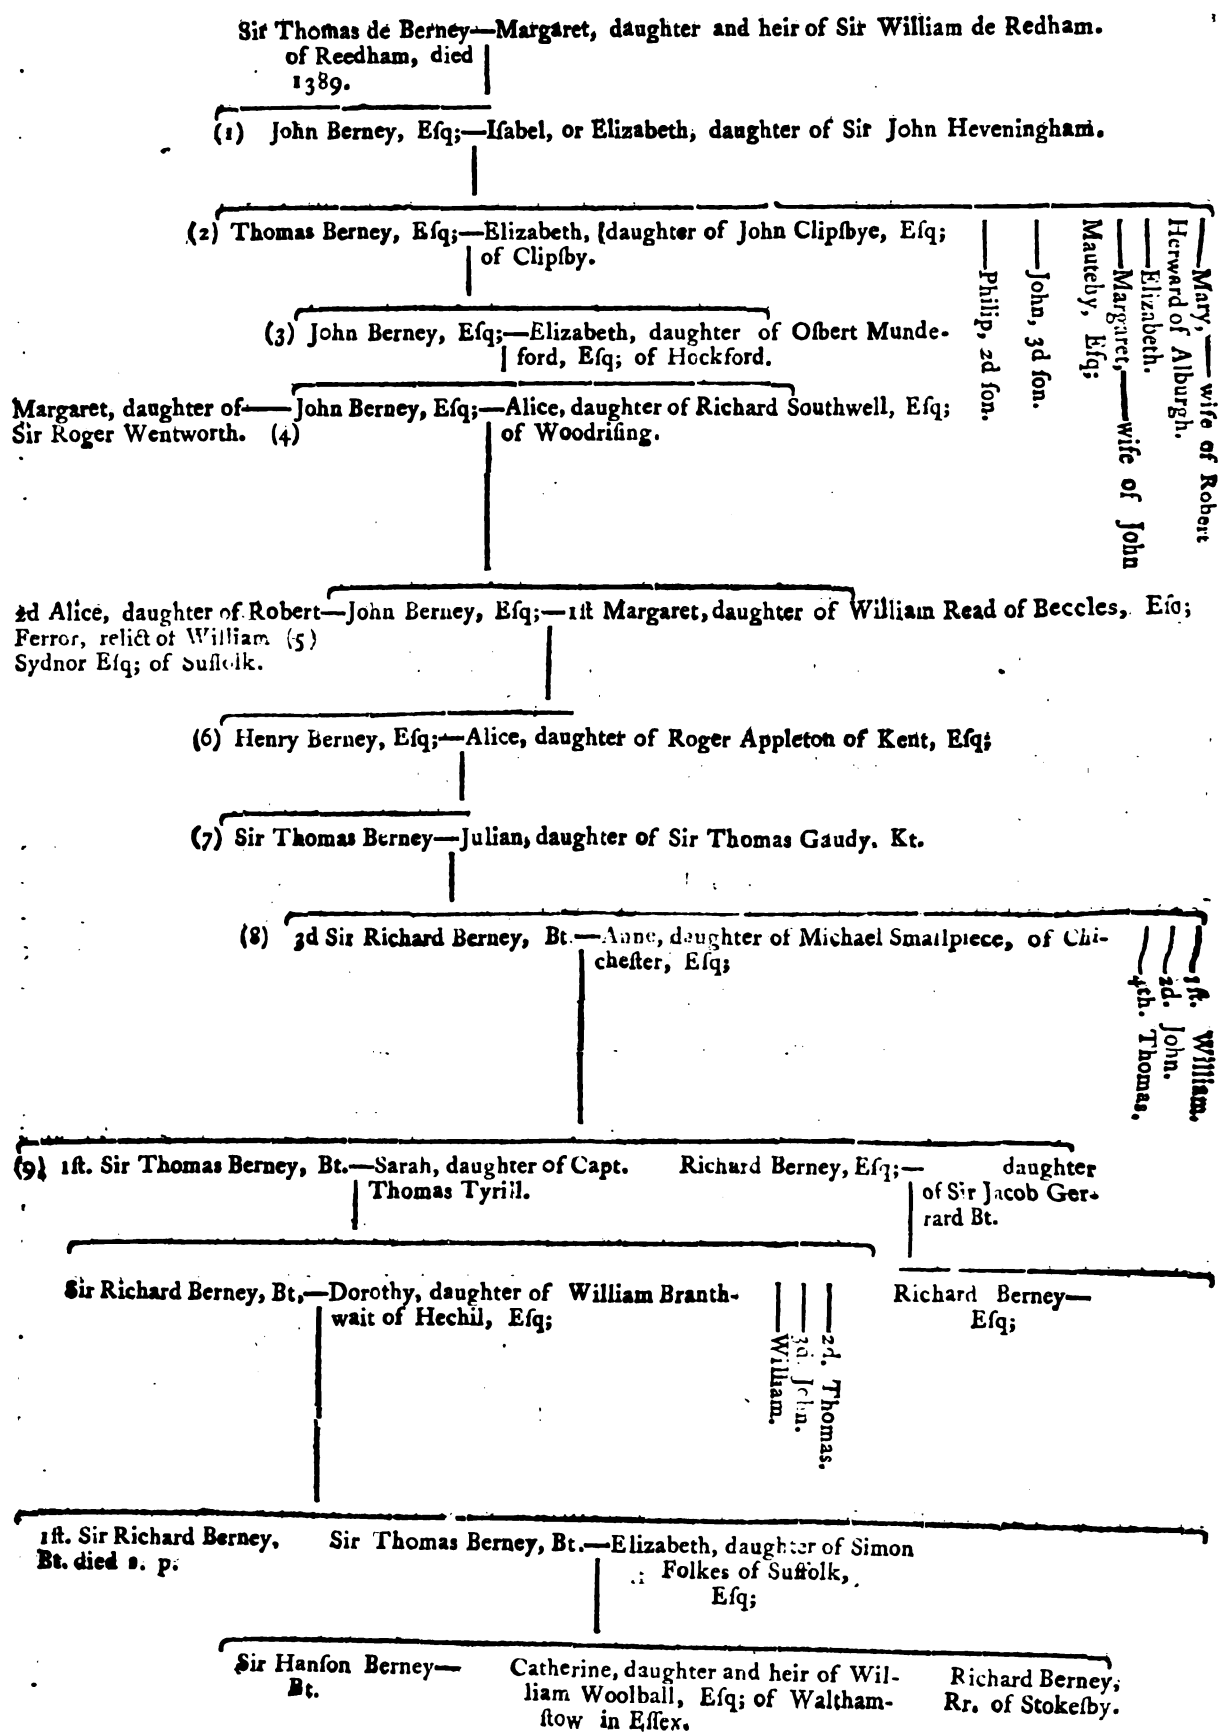 Sir Thomas de Berney—Margaret, daughter and heir of Sir William de Redham.
of Reedham, died
1389.
(1) John Berney, Eſq;—Iſabel, or Elizabeth, daughter of Sir John Heveningham.
(2) Thomas Berney, Eſq;—Elizabeth, daughter of John Clipſbye, Eſq;
of Clipſby.
—Philip, 2d ſon.
—John, 3d ſon.
—Margaret,—wife of John
Mauteby, Eſq;
—Elizabeth.
—Mary,—wife of Robert
Herward of Alburgh.
(3) John Berney, Eſq;—Elizabeth, daughter of Oſbert Munde-
ford, Eſq; of Hockford.
Margaret, daughter of—John Berney, Eſq;—Alice, daughter of Richard Southwell, Eſq;
Sir Roger Wentworth. (4) of Woodriſing.
2d Alice, daughter of Robert—John Berney, Eſq;—1ſt Margaret, daughter of William Read of Beccles, Eſq;
Ferror, relict of William (5)
Sydnor Eſq; of Suffolk.
(6) Henry Berney, Eſq;—Alice, daughter of Roger Appleton of Kent, Eſq;
(7) Sir Thomas Berney—Julian, daughter of Sir Thomas Gaudy. Kt.
(8) 3d Sir Richard Berney, Bt.—Anne, daughter of Michael Smallpiece, of Chi-
cheſter, Eſq;
—4th. Thomas.
—2d. John.
—1ſt. William.
(9) 1ſt. Sir Thomas Berney, Bt.—Sarah, daughter of Capt. Richard Berney, Eſq;— daughter
Thomas Tyrill. of Sir Jacob Ger-
rard Bt.
Sir Richard Berney, Bt,—Dorothy, daughter of William Branth- Richard Berney—
wait of Hechil, Eſq; Eſq;
—William.
—3d. John.
—2d. Thomas.
1ſt. Sir Richard Berney, Sir Thomas Berney, Bt.—Elizabeth, daughter of Simon
Bt. died s. p. Folkes of Suffolk,
Eſq;
Sir Hanſon Berney— Catherine, daughter and heir of Wil- Richard Berney,
Bt. liam Woolball, Eſq; of Waltham- Rr. of Stokeſby.
ſtow in Eſſex.